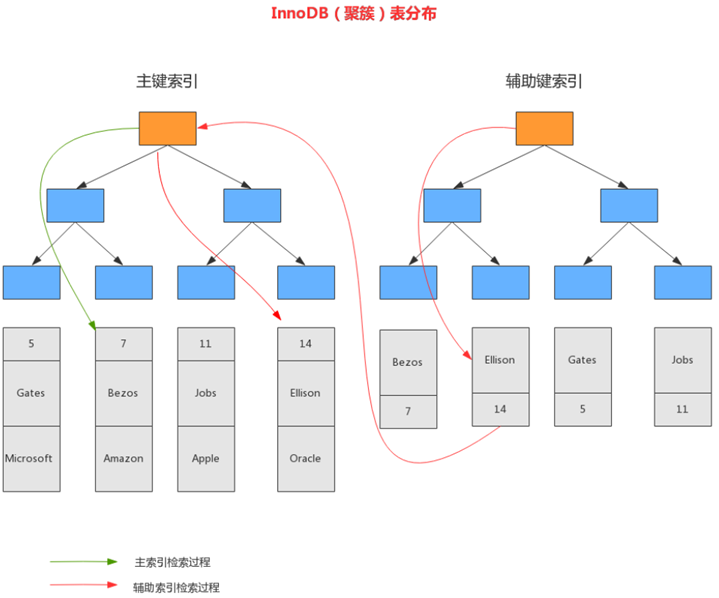 InnoDB（聚簇）表分布
主键索引
辅助键索引
5
7
11
14
Gates
Bezos
Jobs
Ellison
Microsoft
Amazon
Apple
Oracle
Bezos
Ellison
Gates
Jobs
7
14
5
11
主索引检索过程
辅助索引检索过程